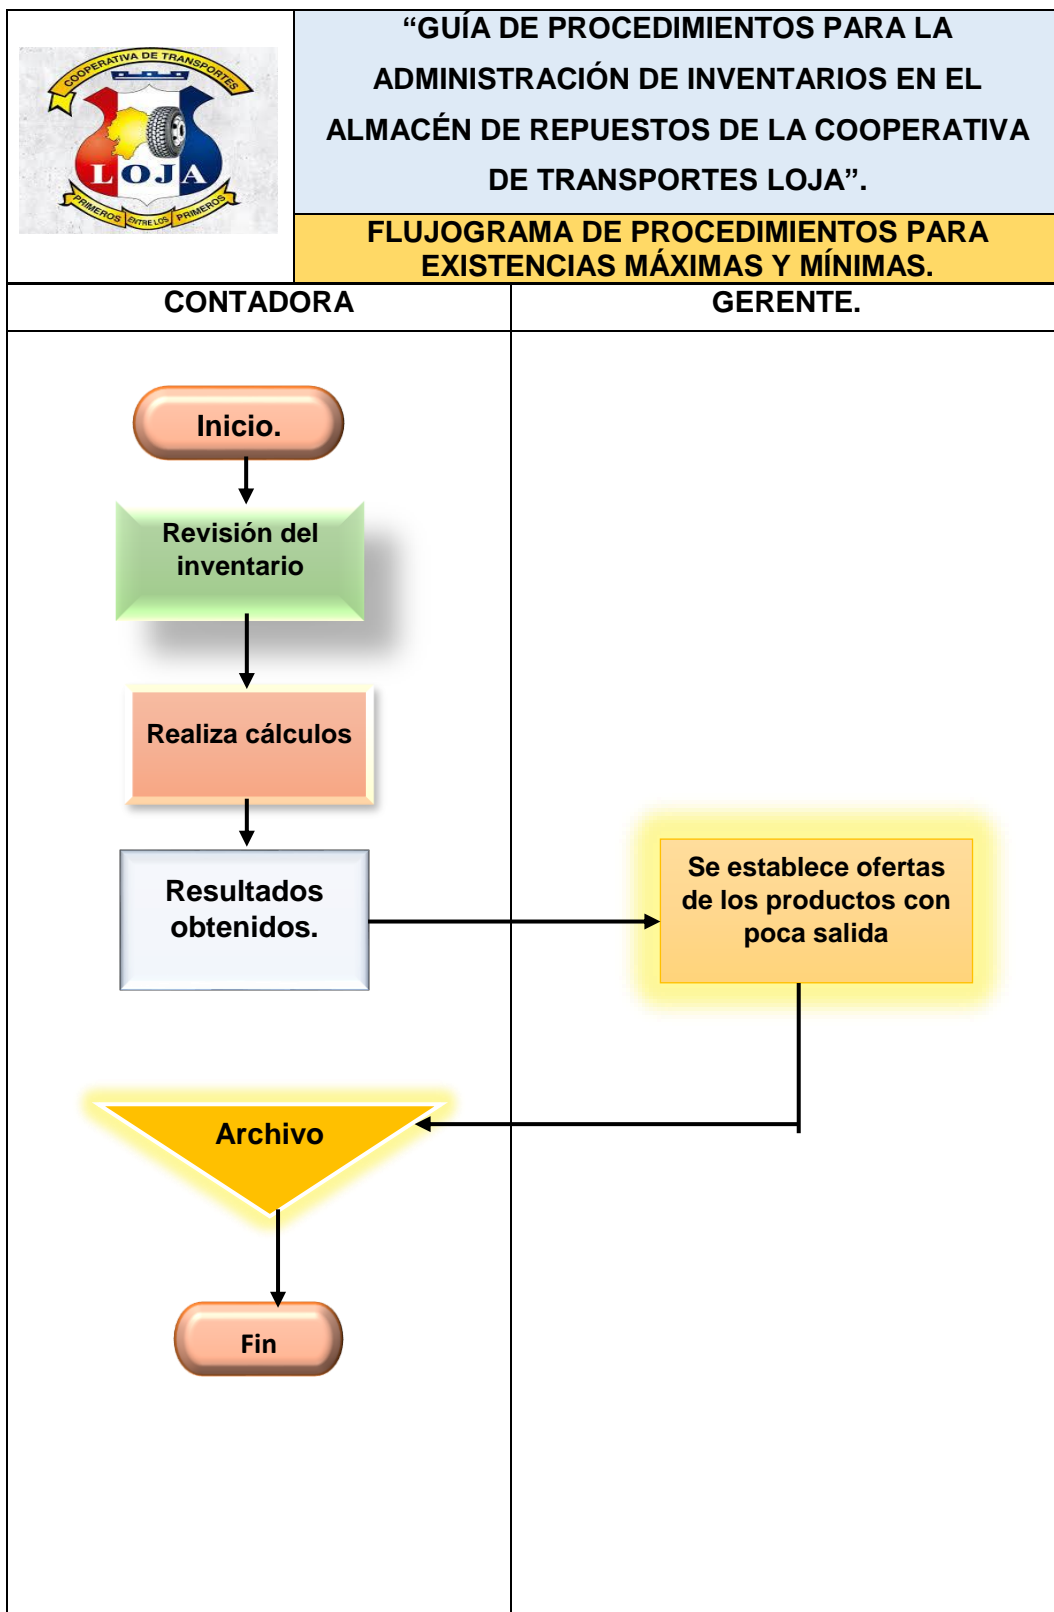 COOPERATIVA DE TRANSPORTES
LOJA
PRIMEROS ENTRE LOS PRIMEROS
“GUÍA DE PROCEDIMIENTOS PARA LA
ADMINISTRACIÓN DE INVENTARIOS EN EL
ALMACÉN DE REPUESTOS DE LA COOPERATIVA
DE TRANSPORTES LOJA”.
FLUJOGRAMA DE PROCEDIMIENTOS PARA
EXISTENCIAS MÁXIMAS Y MÍNIMAS.
CONTADORA
GERENTE.
Inicio.
Revisión del
inventario
Realiza cálculos
Resultados
obtenidos.
Se establece ofertas
de los productos con
poca salida
Archivo
Fin